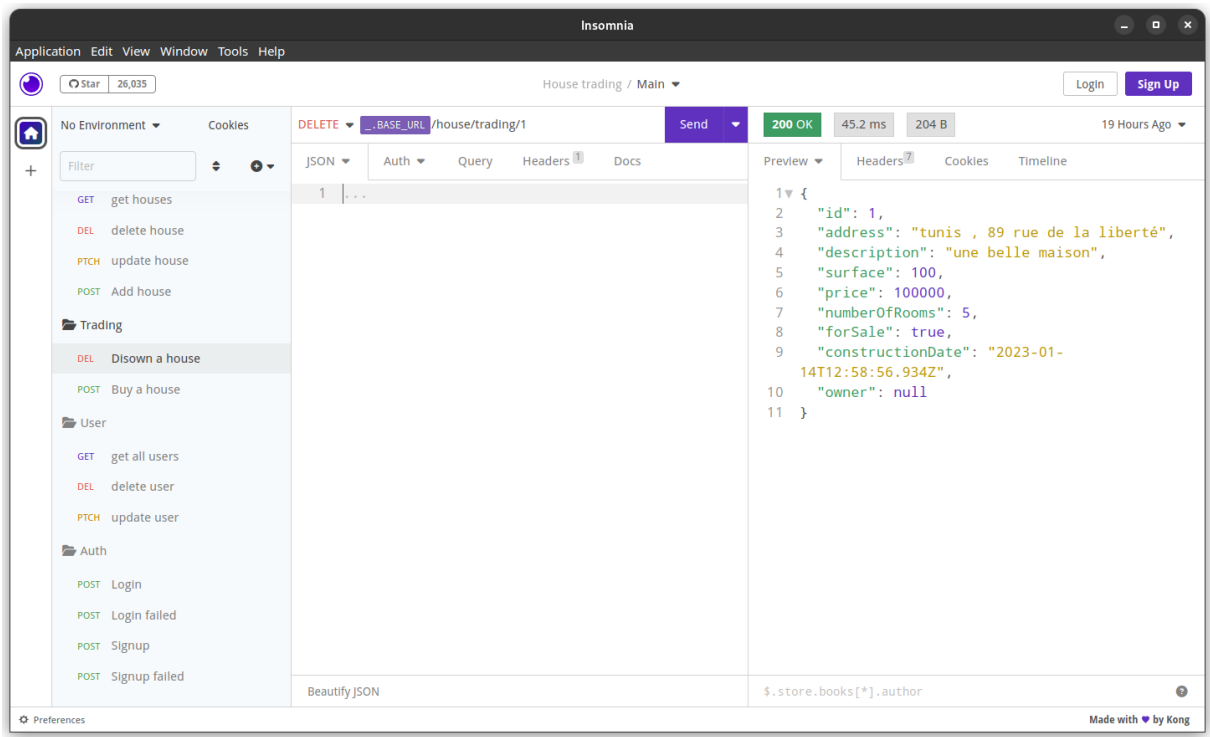 Insomnia
Application Edit View Window Tools Help
Star 26,035
House trading / Main
Login Sign Up
No Environment Cookies
Filter
GET get houses
DEL delete house
PTCH update house
POST Add house
Trading
DEL Disown a house
POST Buy a house
User
GET get all users
DEL delete user
PTCH update user
Auth
POST Login
POST Login failed
POST Signup
POST Signup failed
DELETE _.BASE_URL /house/trading/1 Send
JSON Auth Query Headers 1 Docs
1 ...
Beautify JSON
200 OK 45.2 ms 204 B 19 Hours Ago
Preview Headers 7 Cookies Timeline
1 {
2 "id": 1,
3 "address": "tunis , 89 rue de la liberté",
4 "description": "une belle maison",
5 "surface": 100,
6 "price": 100000,
7 "numberOfRooms": 5,
8 "forSale": true,
9 "constructionDate": "2023-01-
14T12:58:56.934Z",
10 "owner": null
11 }
$.store.books[*].author
Preferences
Made with ♥ by Kong